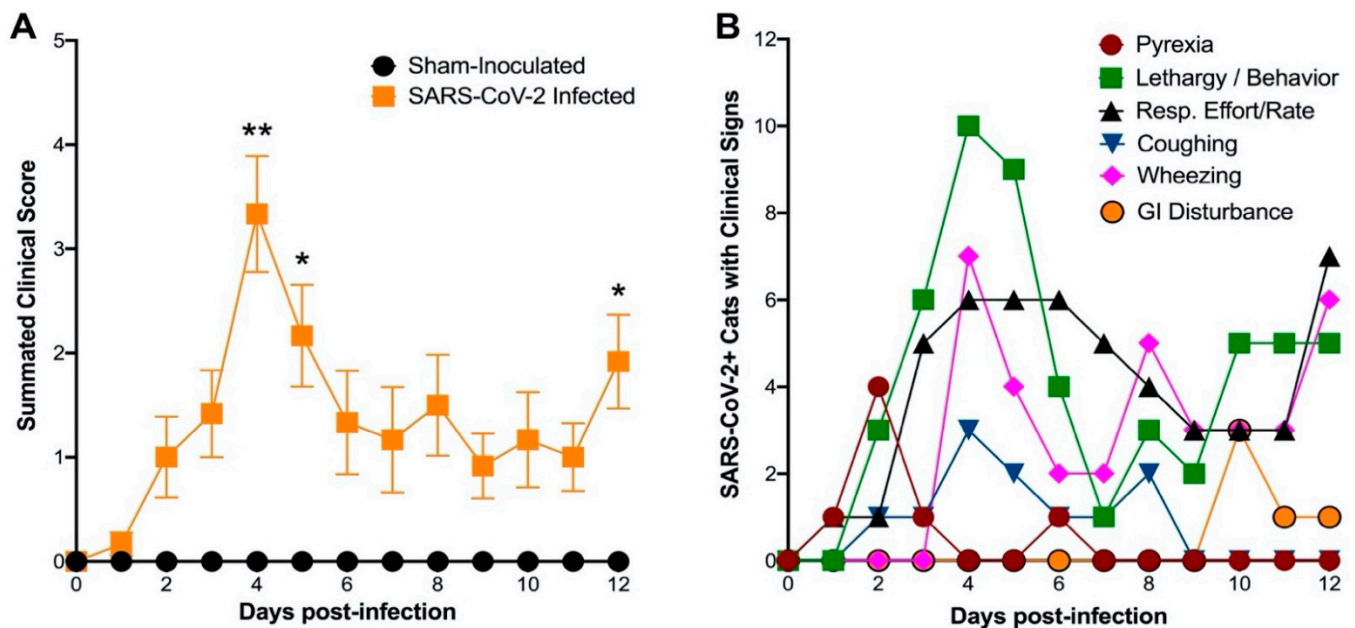 A
Summated Clinical Score
5
4
3
2
1
0
Sham-Inoculated
SARS-CoV-2 Infected
**
*
*
0 2 4 6 8 10 12
Days post-infection
B
SARS-CoV-2+ Cats with Clinical Signs
12
10
8
6
4
2
0
Pyrexia
Lethargy / Behavior
Resp. Effort/Rate
Coughing
Wheezing
GI Disturbance
0 2 4 6 8 10 12
Days post-infection